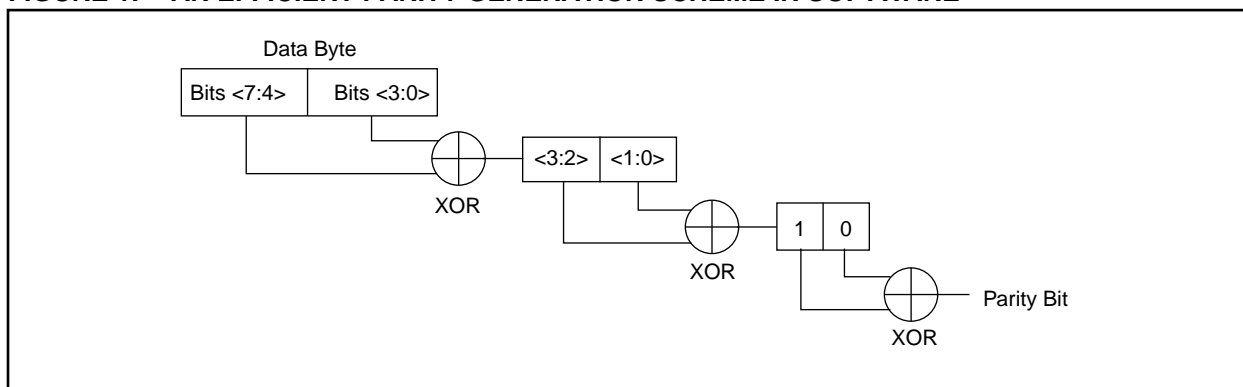 Data Byte
Bits <7:4> Bits <3:0>
<3:2> <1:0>
XOR
1 0
XOR
Parity Bit
XOR